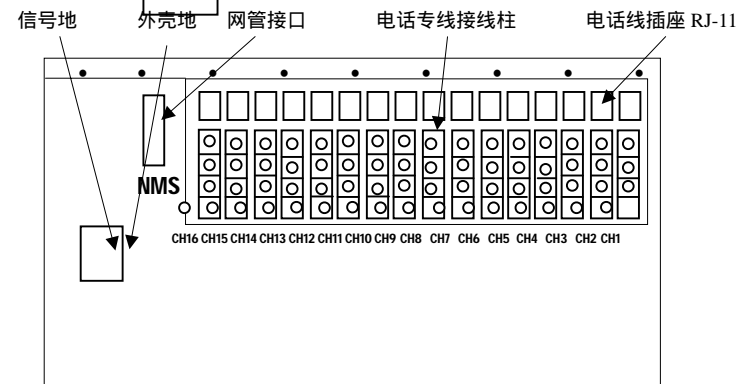 信号地 外壳地 网管接口 电话专线接线柱 电话线插座 RJ-11
NMS
CH16 CH15 CH14 CH13 CH12 CH11 CH10 CH9 CH8 CH7 CH6 CH5 CH4 CH3 CH2 CH1